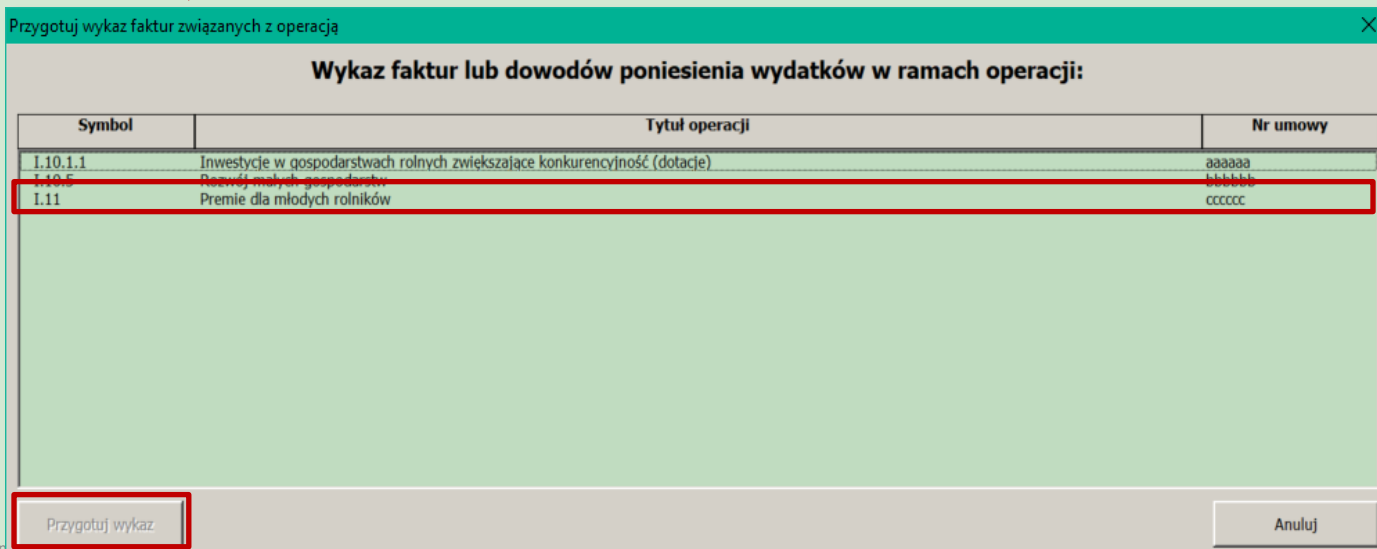 Przygotuj wykaz faktur związanych z operacją
Wykaz faktur lub dowodów poniesienia wydatków w ramach operacji:
Symbol Tytuł operacji Nr umowy
I.10.1.1 Inwestycje w gospodarstwach rolnych zwiększające konkurencyjność (dotacje) aaaaaa
I.10.5 Rozwój małych gospodarstw bbbbbb
I.11 Premie dla młodych rolników cccccc
Przygotuj wykaz Anuluj